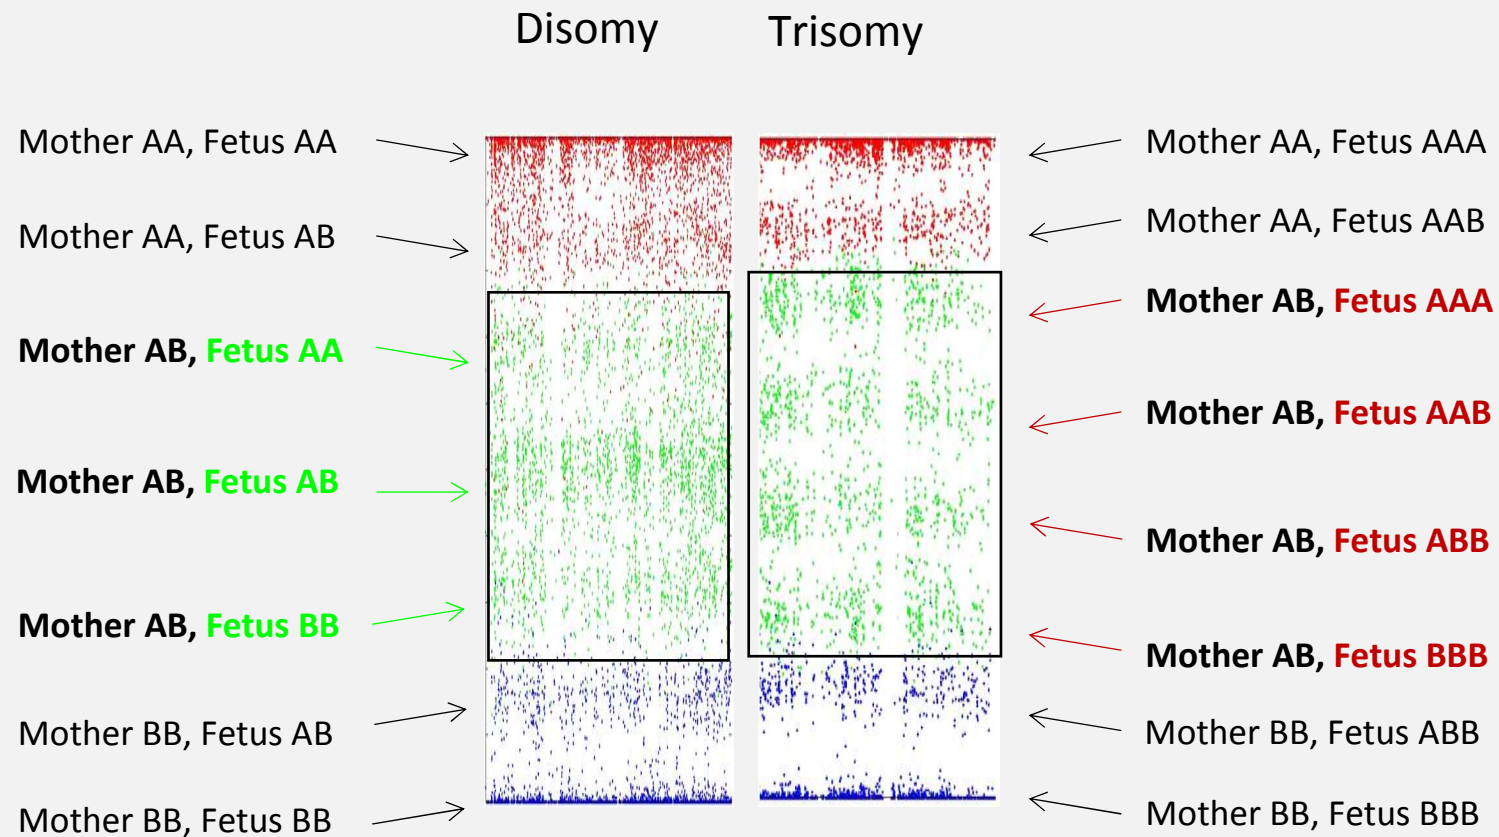 Disomy
Trisomy
Mother AA, Fetus AA
Mother AA, Fetus AB
Mother AB, Fetus AA
Mother AB, Fetus AB
Mother AB, Fetus BB
Mother BB, Fetus AB
Mother BB, Fetus BB
Mother AA, Fetus AAA
Mother AA, Fetus AAB
Mother AB, Fetus AAA
Mother AB, Fetus AAB
Mother AB, Fetus ABB
Mother AB, Fetus BBB
Mother BB, Fetus ABB
Mother BB, Fetus BBB